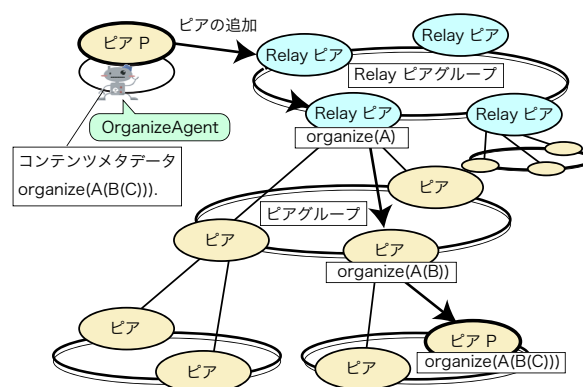 ピアの追加
ピア P
Relay ピア
Relay ピア
Relay ピアグループ
OrganizeAgent
Relay ピア
Relay ピア
organize(A)
コンテンツメタデータ
organize(A(B(C))).
ピア
ピアグループ
ピア
ピア
organize(A(B))
ピア
ピア P
organize(A(B(C)))
ピア
ピア